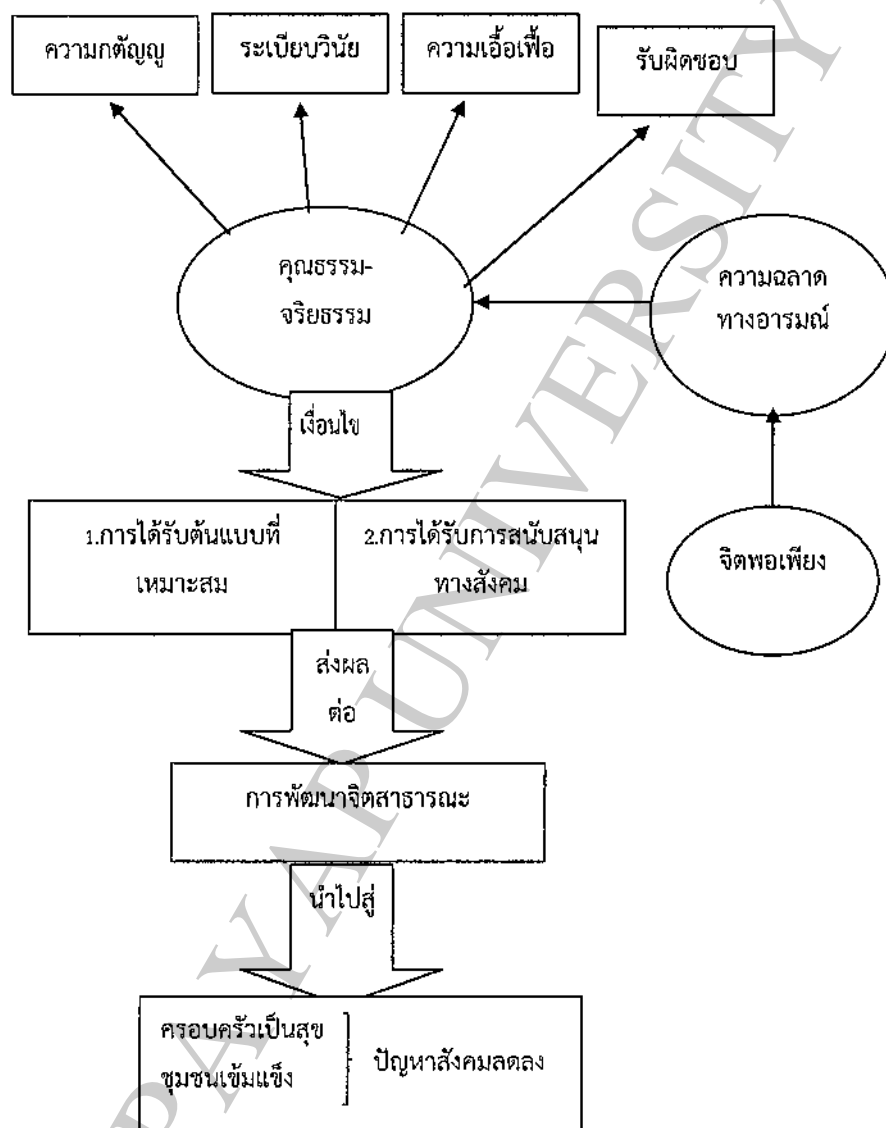 ความกตัญญู
ระเบียบวินัย
ความเอื้อเฟื้อ
รับผิดชอบ
คุณธรรม-
จริยธรรม
ความฉลาด
ทางอารมณ์
เงื่อนไข
1.การได้รับต้นแบบที่
เหมาะสม
2.การได้รับการสนับสนุน
ทางสังคม
จิตพอเพียง
ส่งผล
ต่อ
การพัฒนาจิตสาธารณะ
นำไปสู่
ครอบครัวเป็นสุข
ชุมชนเข้มแข็ง
ปัญหาสังคมลดลง
PAYAP UNIVERSITY